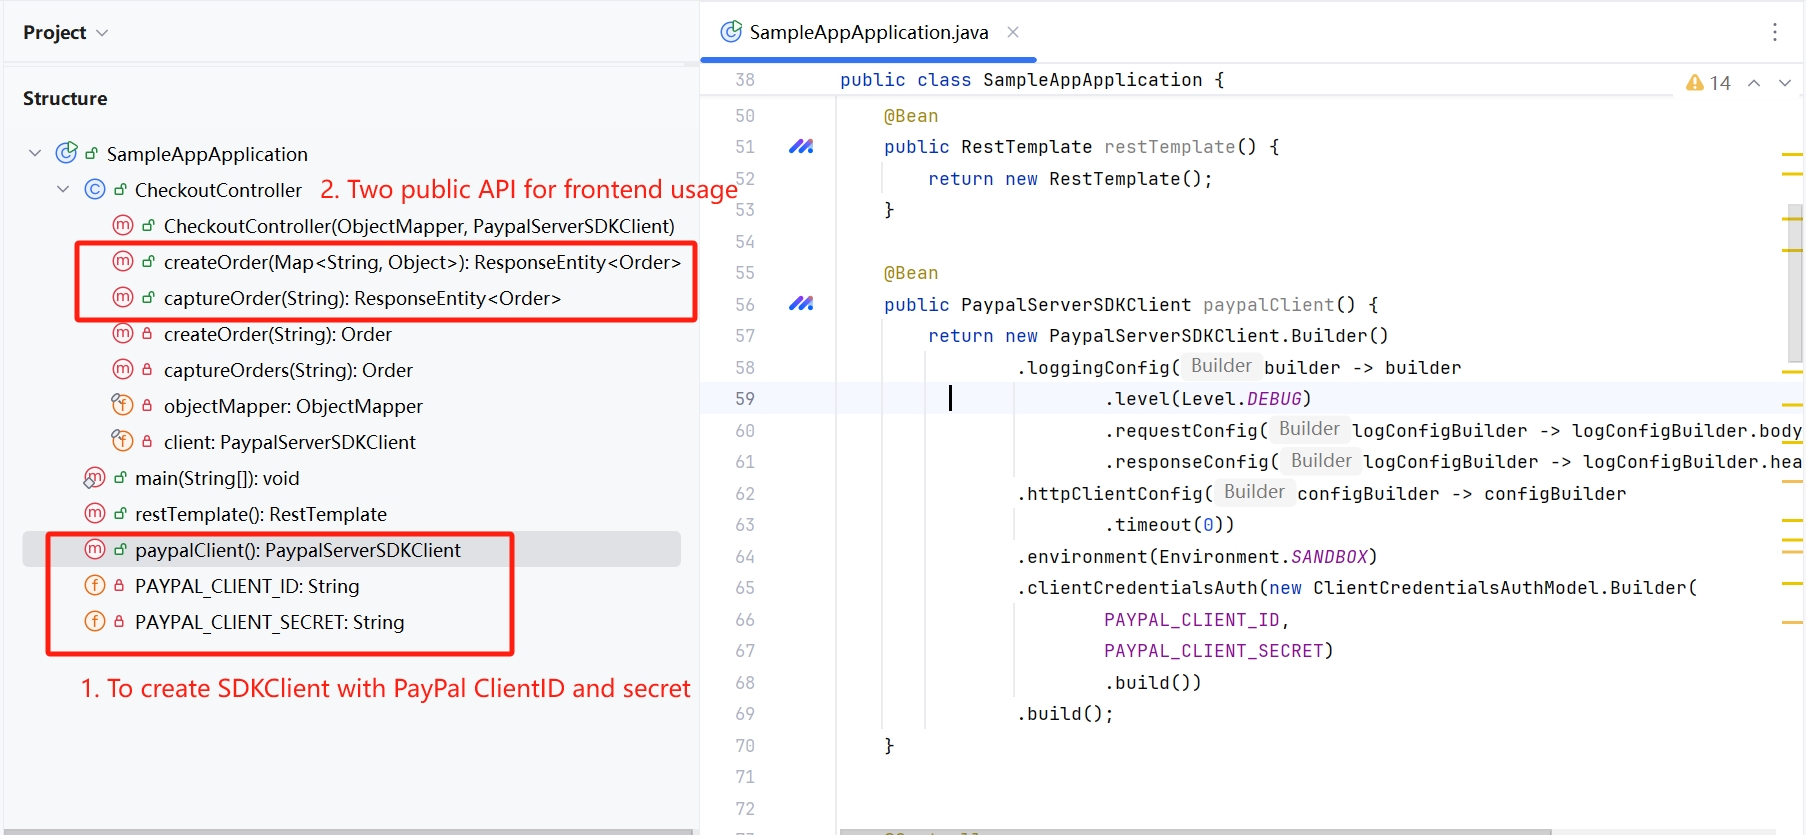 Project
Structure
SampleAppApplication
CheckoutController
2. Two public API for frontend usage
CheckoutController(ObjectMapper, PaypalServerSDKClient)
createOrder(Map<String, Object>): ResponseEntity<Order>
captureOrder(String): ResponseEntity<Order>
createOrder(String): Order
captureOrders(String): Order
objectMapper: ObjectMapper
client: PaypalServerSDKClient
main(String[]): void
restTemplate(): RestTemplate
paypalClient(): PaypalServerSDKClient
PAYPAL_CLIENT_ID: String
PAYPAL_CLIENT_SECRET: String
1. To create SDKClient with PayPal ClientID and secret
SampleAppApplication.java
14
38 public class SampleAppApplication {
50 @Bean
51 public RestTemplate restTemplate() {
52 return new RestTemplate();
53 }
54
55 @Bean
56 public PaypalServerSDKClient paypalClient() {
57 return new PaypalServerSDKClient.Builder()
58 .loggingConfig( Builder builder -> builder
59 .level(Level.DEBUG)
60 .requestConfig( Builder logConfigBuilder -> logConfigBuilder.body
61 .responseConfig( Builder logConfigBuilder -> logConfigBuilder.hea
62 .httpClientConfig( Builder configBuilder -> configBuilder
63 .timeout(0))
64 .environment(Environment.SANDBOX)
65 .clientCredentialsAuth(new ClientCredentialsAuthModel.Builder(
66 PAYPAL_CLIENT_ID,
67 PAYPAL_CLIENT_SECRET)
68 .build())
69 .build();
70 }
71
72